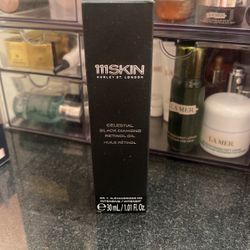 111SKIN
HARLEY ST. LONDON
CELESTIAL
BLACK DIAMOND
RETINOL OIL
HUILE RÉTINOL
30 mL / 1.01 fl. Oz.
LA MER
LA MER